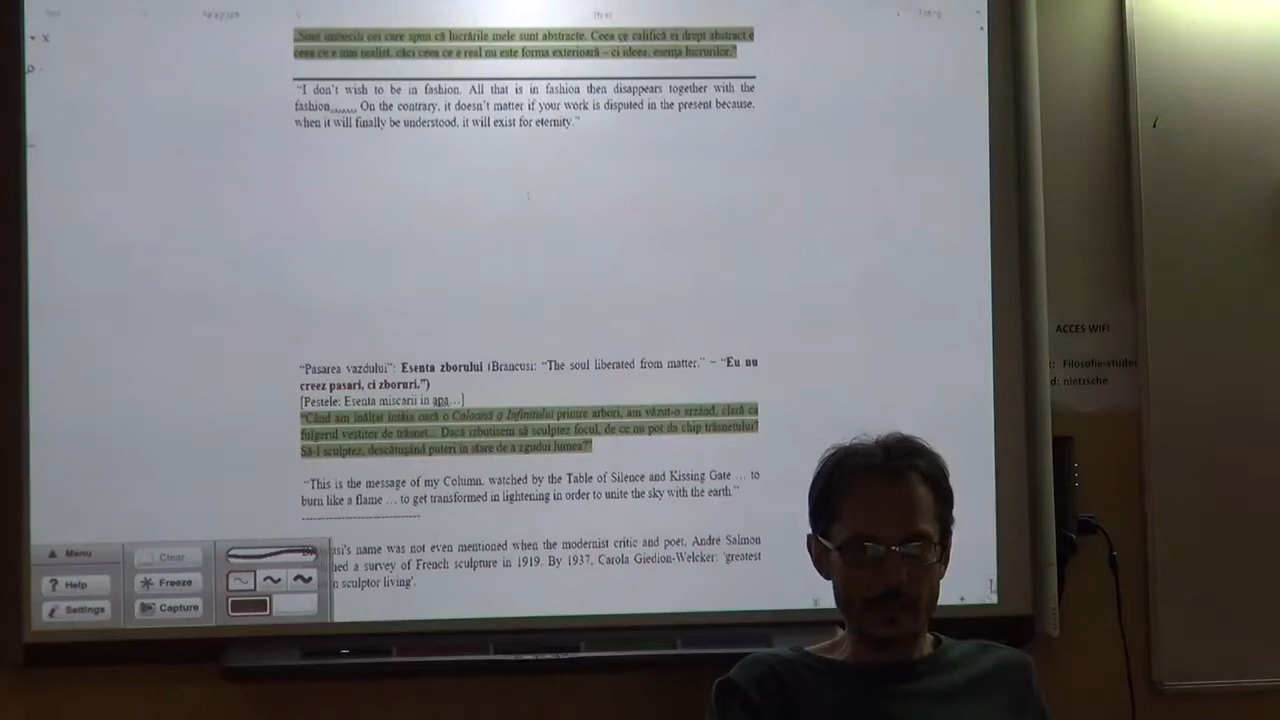 Paragraph
„Sunt imbecili cei care spun că lucrările mele sunt abstracte. Ceea ce califică ei drept abstract e
ceea ce e mai realist, căci ceea ce e real nu este forma exterioară – ci ideea, esența lucrurilor."
"I don't wish to be in fashion. All that is in fashion then disappears together with the
fashion....... On the contrary, it doesn't matter if your work is disputed in the present because,
when it will finally be understood, it will exist for eternity."
"Pasarea vazdului": Esenta zborului (Brancusi: "The soul liberated from matter." – "Eu nu
creez pasari, ci zboruri.")
[Pestele: Esenta miscarii in apa…]
"Când am înălțat întâia oară o Coloană a Infinitului printre arbori, am văzut-o arzând, clară ca
fulgerul vestitor de trăsnet... Dacă izbutisem să sculptez focul, de ce nu pot da chip trăsnetului?
Să-l sculptez, descătușând puteri în stare de a zgudui lumea?"
"This is the message of my Column, watched by the Table of Silence and Kissing Gate … to
burn like a flame … to get transformed in lightening in order to unite the sky with the earth."
-------------------------------
si's name was not even mentioned when the modernist critic and poet, André Salmon
hed a survey of French sculpture in 1919. By 1937, Carola Giedion-Welcker: 'greatest
n sculptor living'.
Menu
Clear
? Help
Freeze
Settings
Capture
ACCES WIFI
Filosofie-studen
d: nietzsche